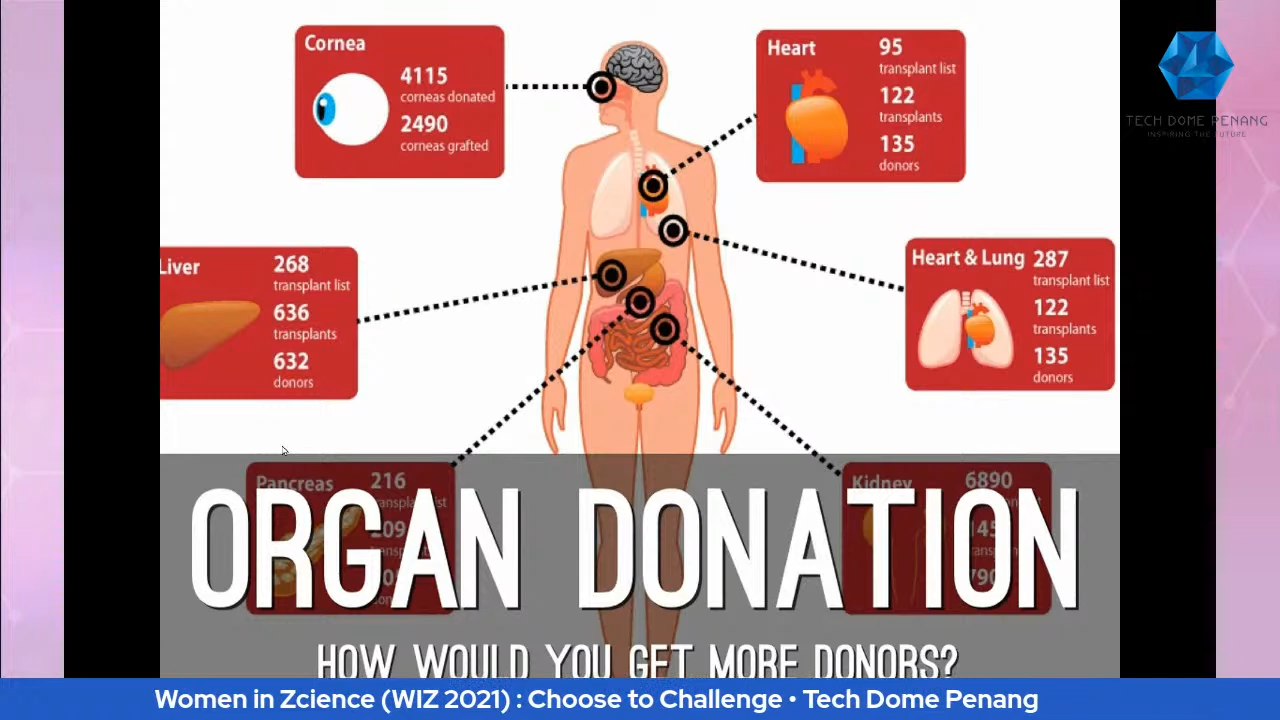 Cornea
4115
corneas donated
2490
corneas grafted
Heart
95
transplant list
122
transplants
135
donors
TECH DOME PENANG
INSPIRING THE FUTURE
Liver
268
transplant list
636
transplants
632
donors
Heart & Lung
287
transplant list
122
transplants
135
donors
Pancreas
216
Kidney
6890
ORGAN DONATION
HOW WOULD YOU GET MORE DONORS?
Women in Zcience (WIZ 2021) : Choose to Challenge • Tech Dome Penang